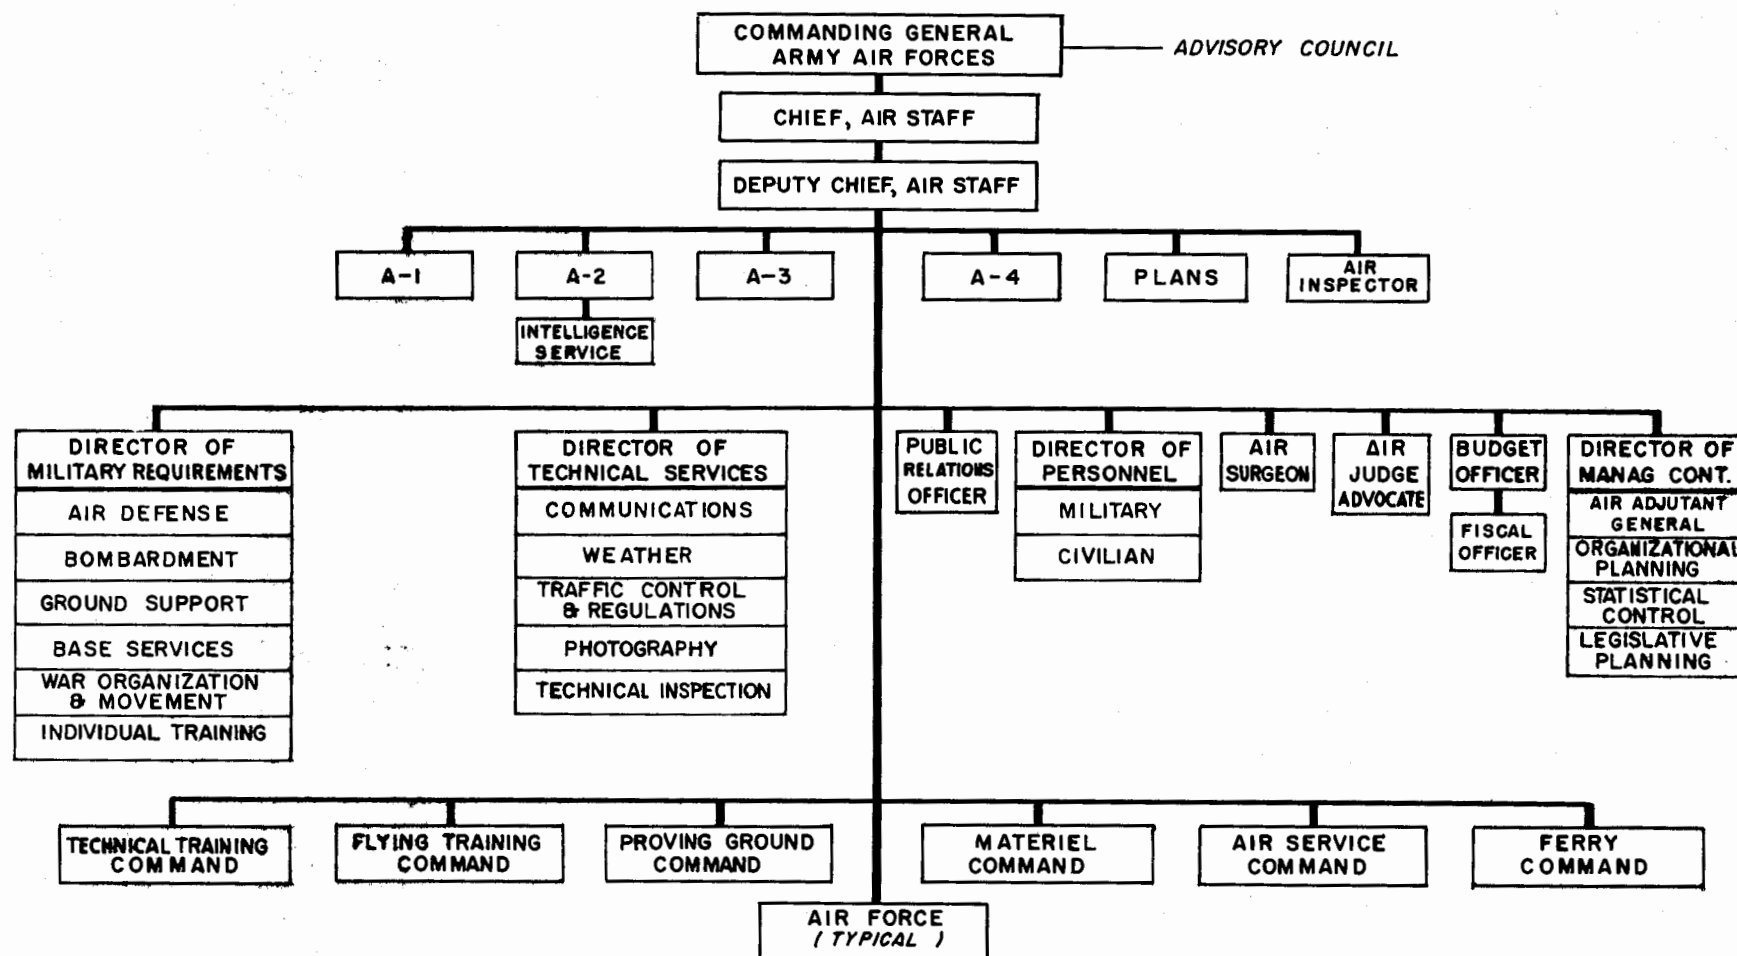 COMMANDING GENERAL
ARMY AIR FORCES
ADVISORY COUNCIL
CHIEF, AIR STAFF
DEPUTY CHIEF, AIR STAFF
A-1
A-2
A-3
A-4
PLANS
AIR
INSPECTOR
INTELLIGENCE
SERVICE
DIRECTOR OF
MILITARY REQUIREMENTS
AIR DEFENSE
BOMBARDMENT
GROUND SUPPORT
BASE SERVICES
WAR ORGANIZATION
& MOVEMENT
INDIVIDUAL TRAINING
DIRECTOR OF
TECHNICAL SERVICES
COMMUNICATIONS
WEATHER
TRAFFIC CONTROL
& REGULATIONS
PHOTOGRAPHY
TECHNICAL INSPECTION
PUBLIC
RELATIONS
OFFICER
DIRECTOR OF
PERSONNEL
MILITARY
CIVILIAN
AIR
SURGEON
AIR
JUDGE
ADVOCATE
BUDGET
OFFICER
FISCAL
OFFICER
DIRECTOR OF
MANAG CONT.
AIR ADJUTANT
GENERAL
ORGANIZATIONAL
PLANNING
STATISTICAL
CONTROL
LEGISLATIVE
PLANNING
TECHNICAL TRAINING
COMMAND
FLYING TRAINING
COMMAND
PROVING GROUND
COMMAND
MATERIEL
COMMAND
AIR SERVICE
COMMAND
FERRY
COMMAND
AIR FORCE
(TYPICAL)